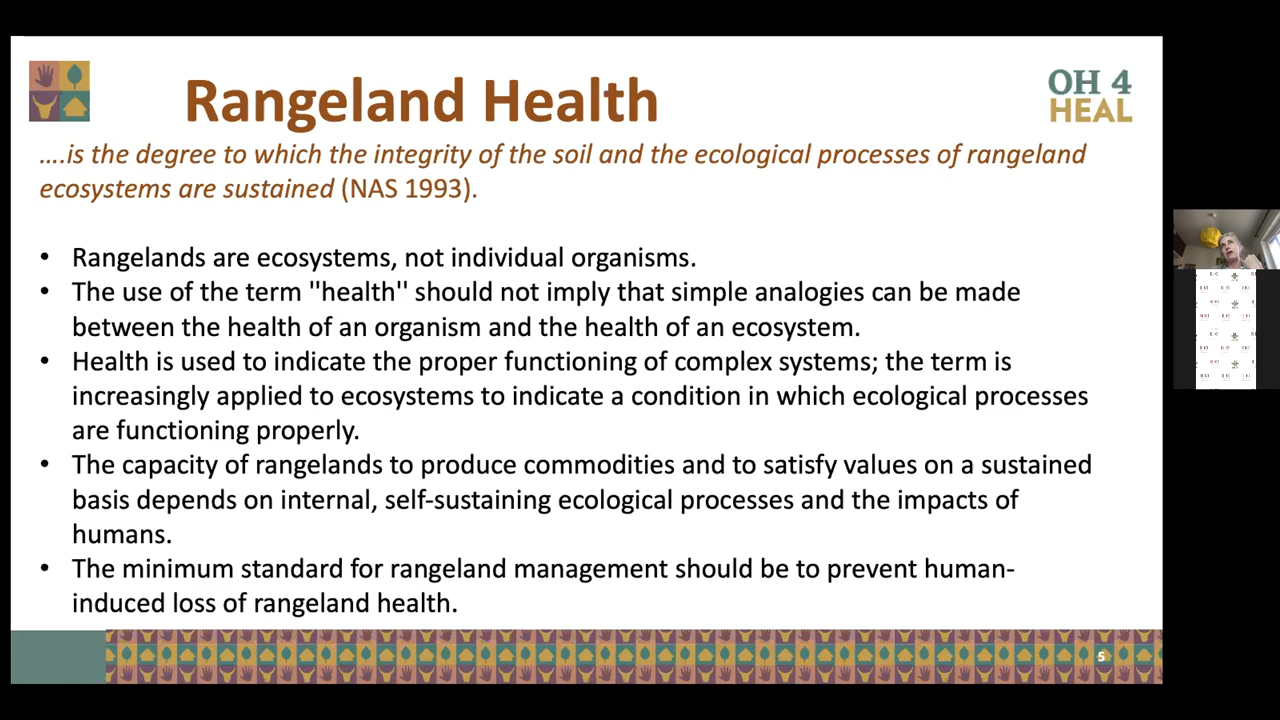 Rangeland Health
OH 4
HEAL
....is the degree to which the integrity of the soil and the ecological processes of rangeland
ecosystems are sustained (NAS 1993).
• Rangelands are ecosystems, not individual organisms.
• The use of the term "health" should not imply that simple analogies can be made
between the health of an organism and the health of an ecosystem.
• Health is used to indicate the proper functioning of complex systems; the term is
increasingly applied to ecosystems to indicate a condition in which ecological processes
are functioning properly.
• The capacity of rangelands to produce commodities and to satisfy values on a sustained
basis depends on internal, self-sustaining ecological processes and the impacts of
humans.
• The minimum standard for rangeland management should be to prevent human-
induced loss of rangeland health.
5